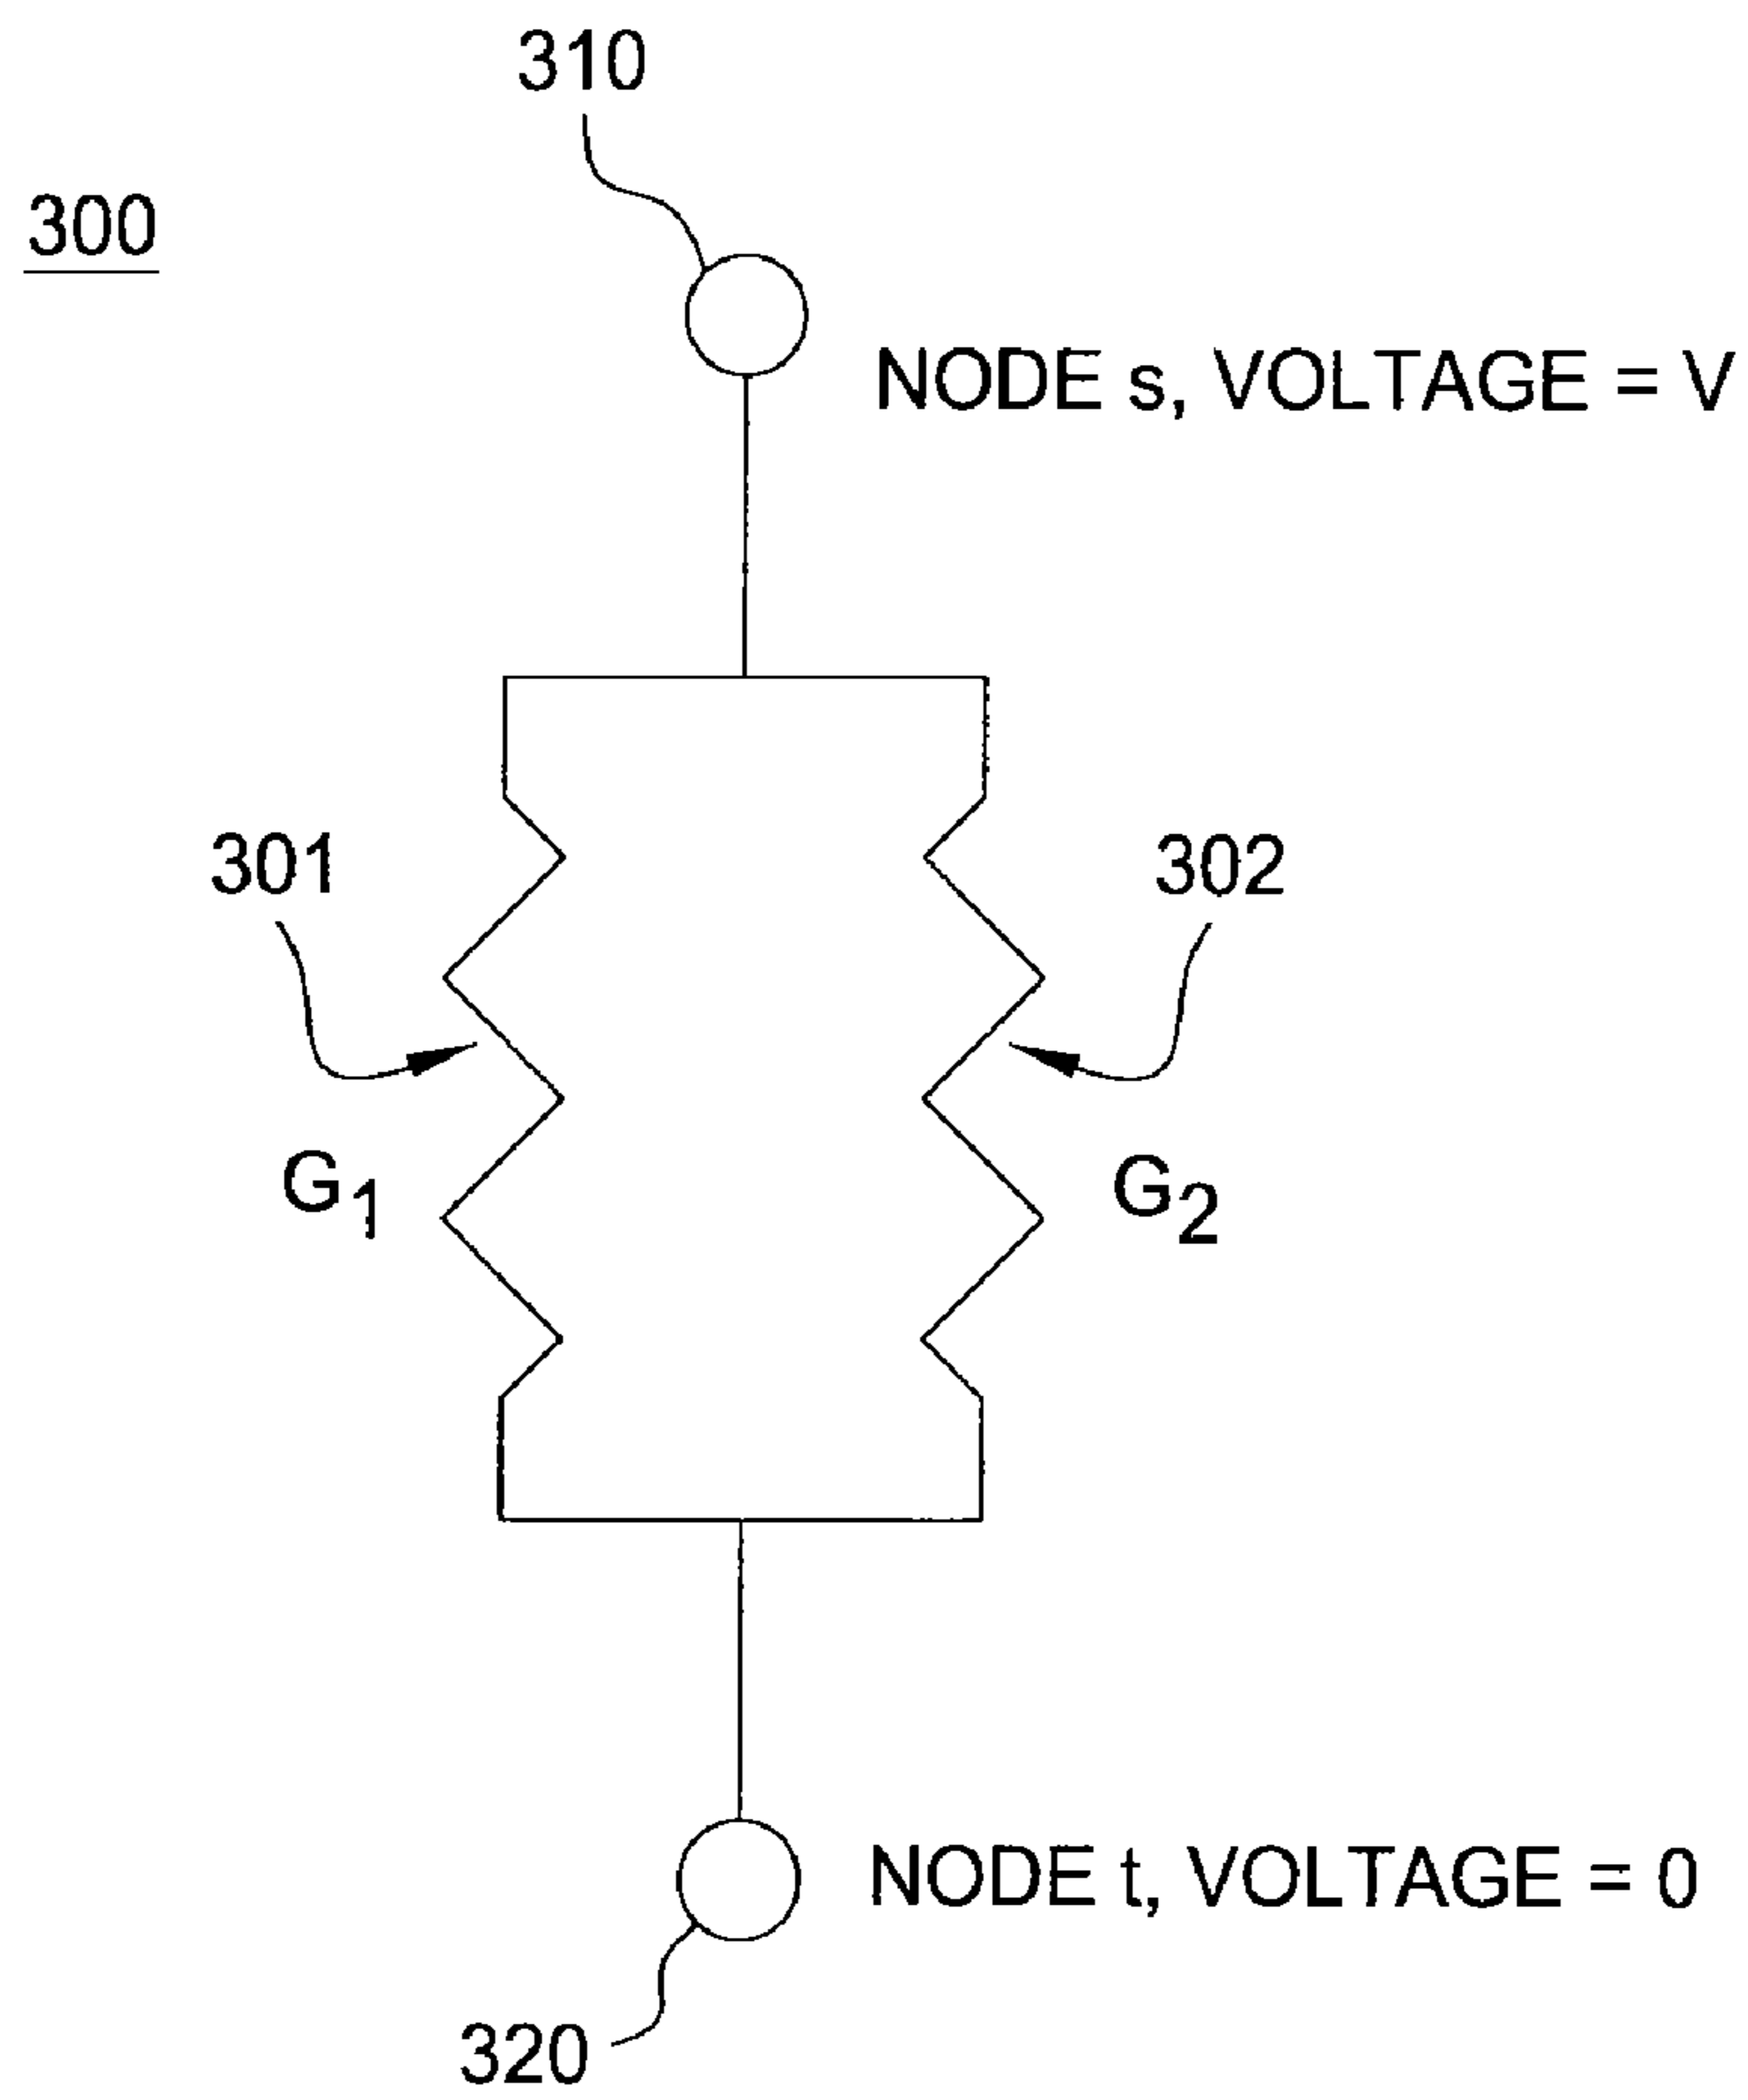 310
300
NODE s, VOLTAGE = V
301
302
G1
G2
NODE t, VOLTAGE = 0
320